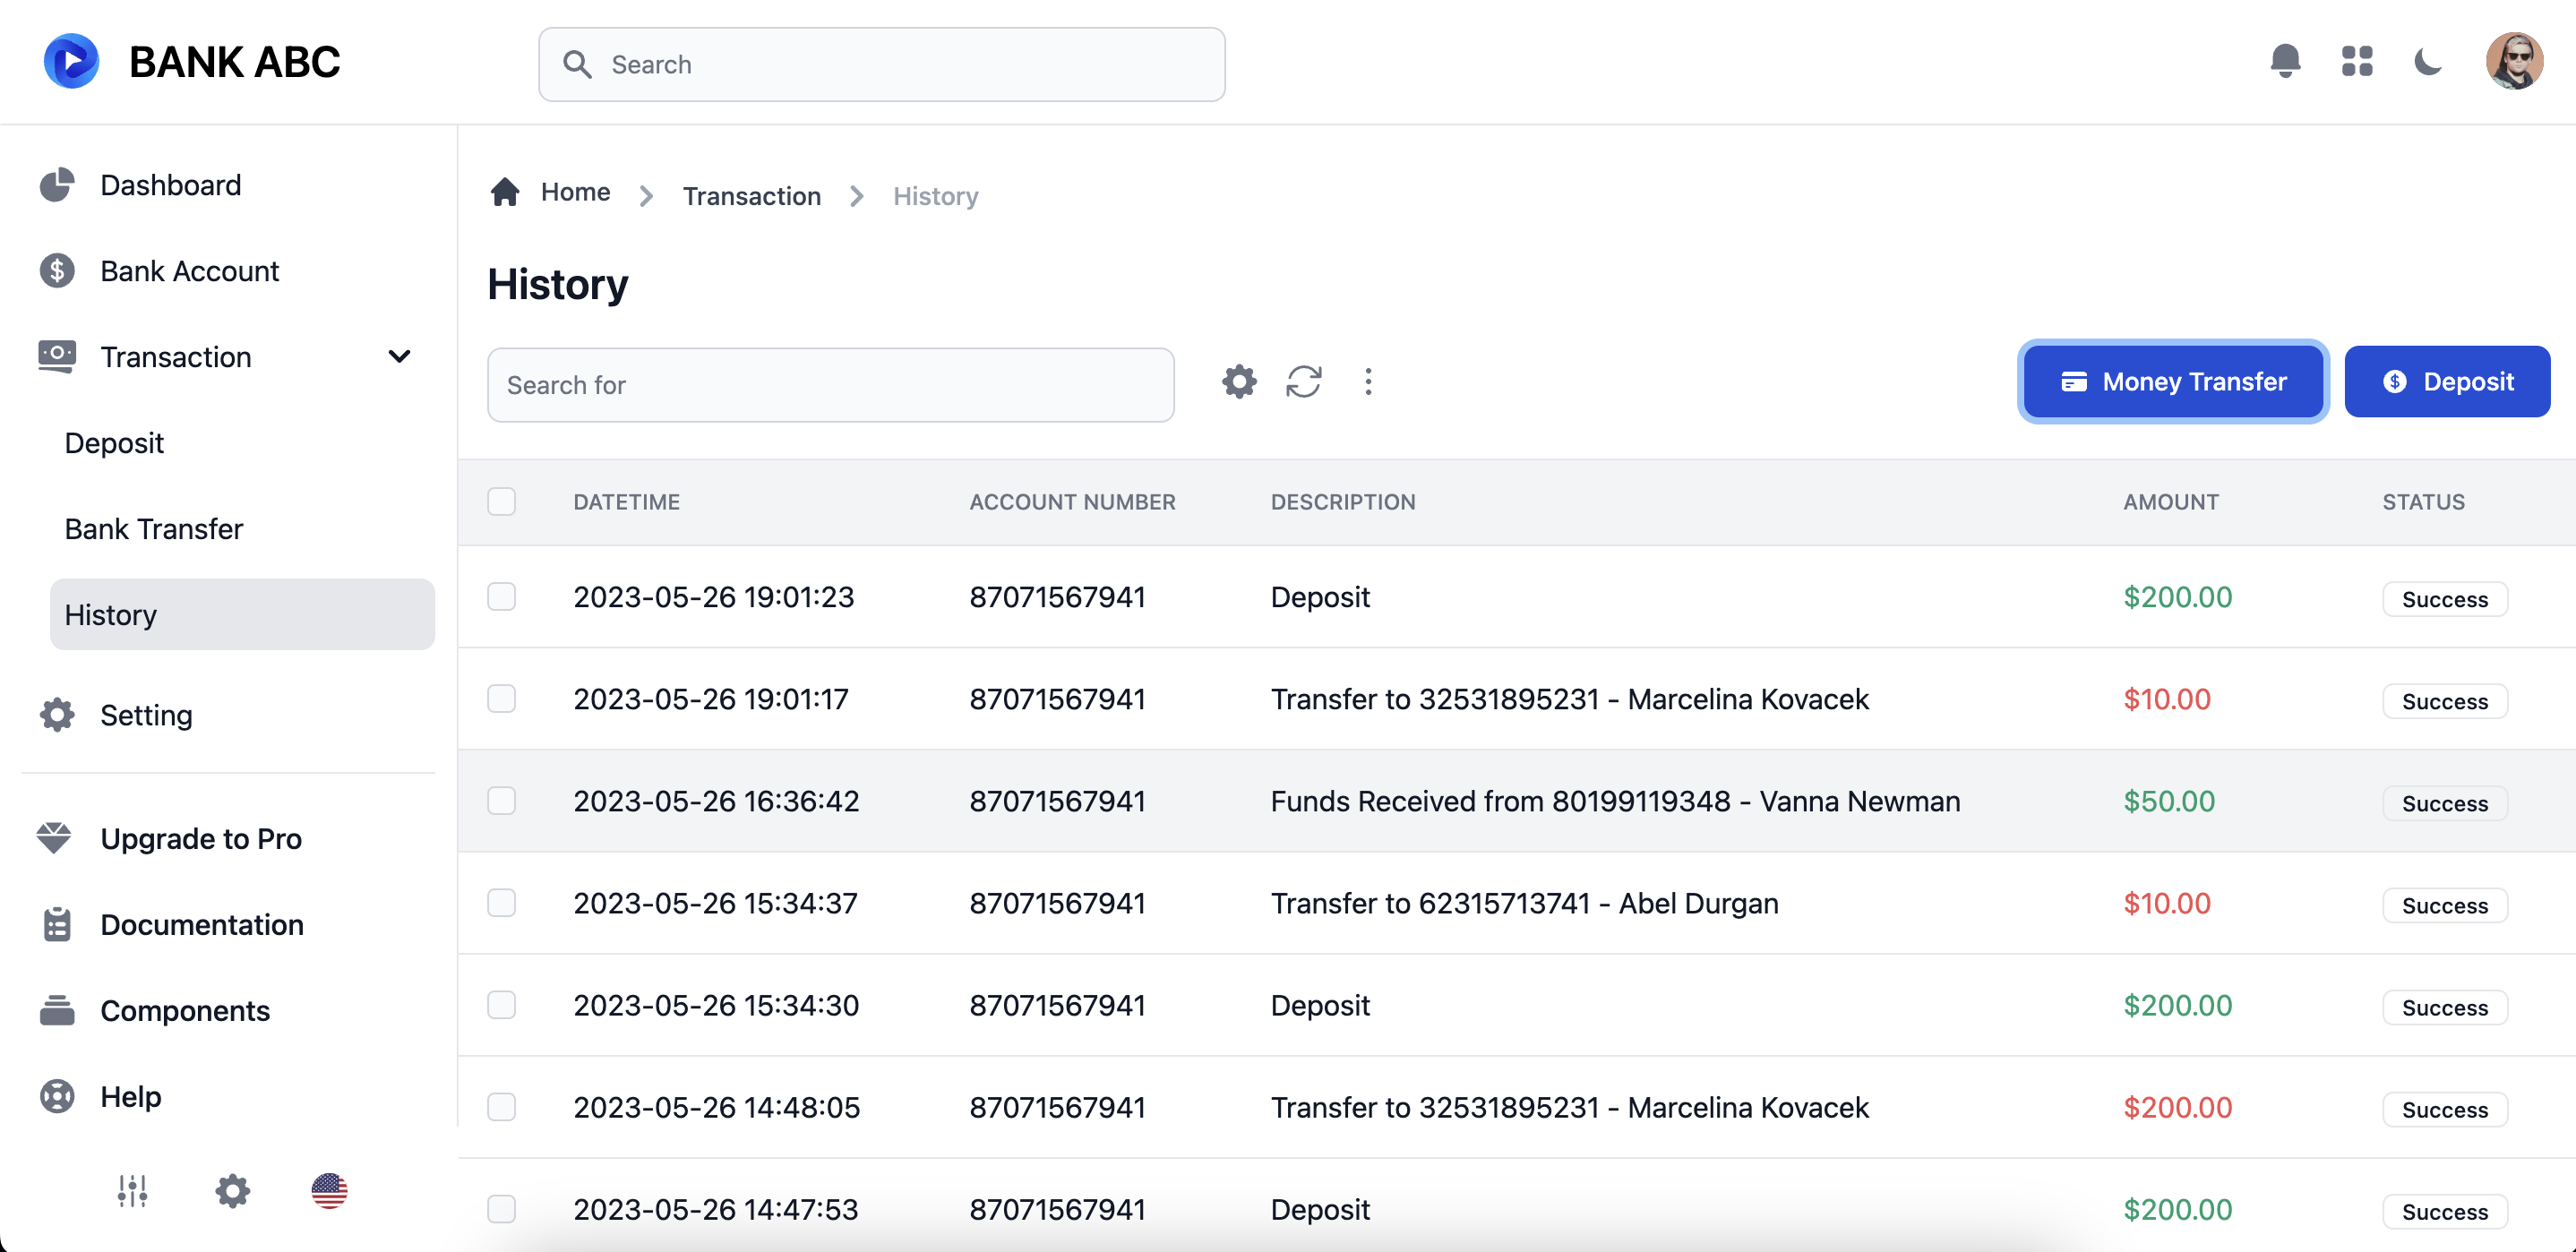 BANK ABC
Search
Dashboard
Bank Account
Transaction
Deposit
Bank Transfer
History
Setting
Upgrade to Pro
Documentation
Components
Help
Home Transaction History
History
Search for
Money Transfer
Deposit
DATETIME ACCOUNT NUMBER DESCRIPTION AMOUNT STATUS
2023-05-26 19:01:23 87071567941 Deposit $200.00 Success
2023-05-26 19:01:17 87071567941 Transfer to 32531895231 - Marcelina Kovacek $10.00 Success
2023-05-26 16:36:42 87071567941 Funds Received from 80199119348 - Vanna Newman $50.00 Success
2023-05-26 15:34:37 87071567941 Transfer to 62315713741 - Abel Durgan $10.00 Success
2023-05-26 15:34:30 87071567941 Deposit $200.00 Success
2023-05-26 14:48:05 87071567941 Transfer to 32531895231 - Marcelina Kovacek $200.00 Success
2023-05-26 14:47:53 87071567941 Deposit $200.00 Success